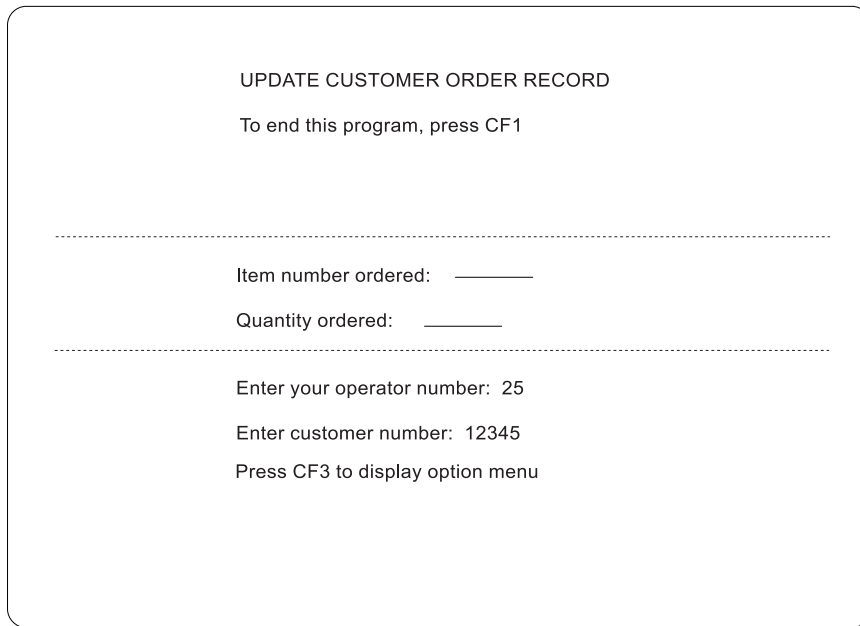 UPDATE CUSTOMER ORDER RECORD
To end this program, press CF1
Item number ordered:
Quantity ordered:
Enter your operator number: 25
Enter customer number: 12345
Press CF3 to display option menu